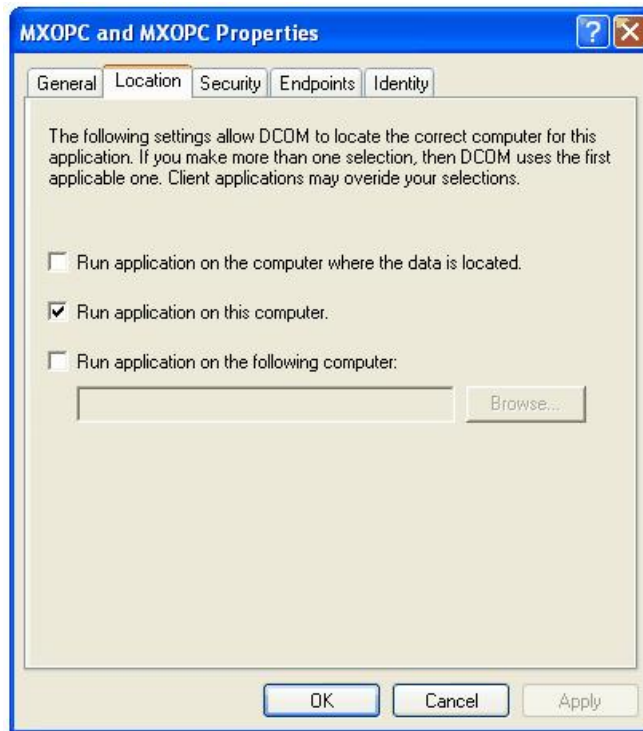 MXOPC and MXOPC Properties
General Location Security Endpoints Identity
The following settings allow DCOM to locate the correct computer for this
application. If you make more than one selection, then DCOM uses the first
applicable one. Client applications may overide your selections.
Run application on the computer where the data is located.
Run application on this computer.
Run application on the following computer:
Browse...
OK Cancel Apply